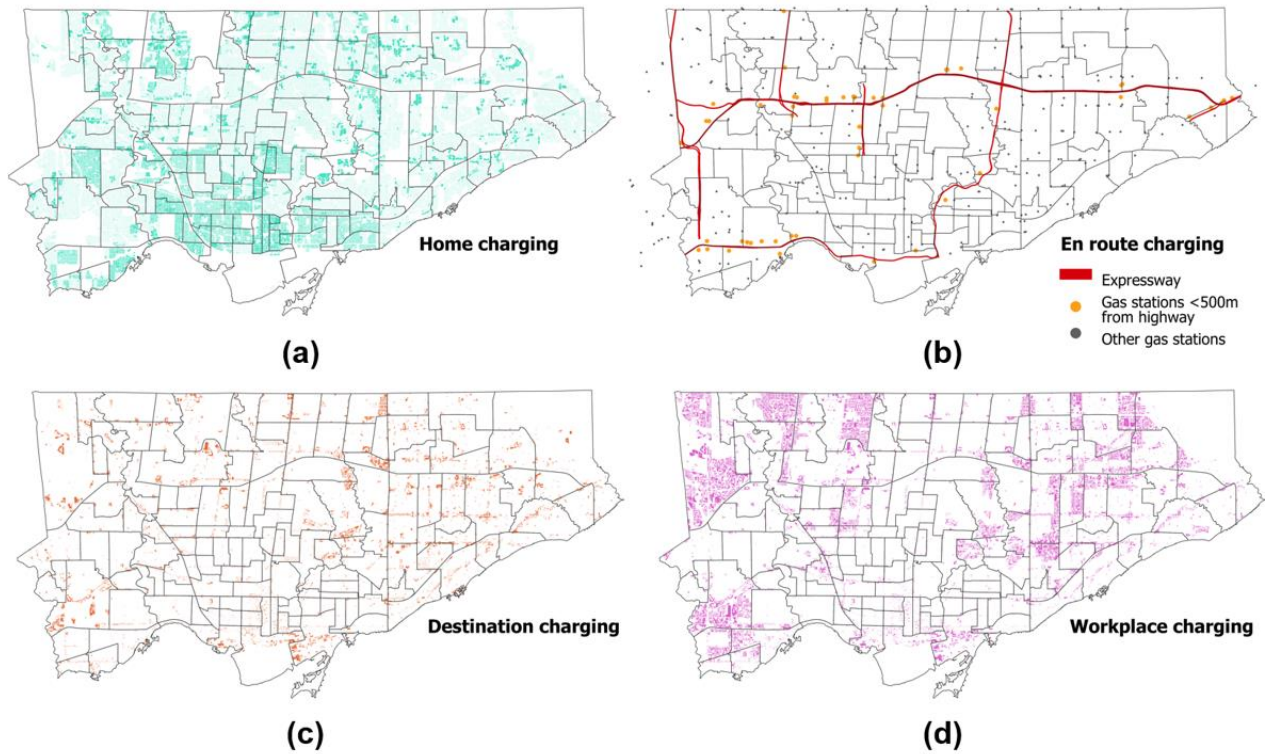 Home charging
(a)
En route charging
Expressway
Gas stations <500m
from highway
Other gas stations
(b)
Destination charging
(c)
Workplace charging
(d)